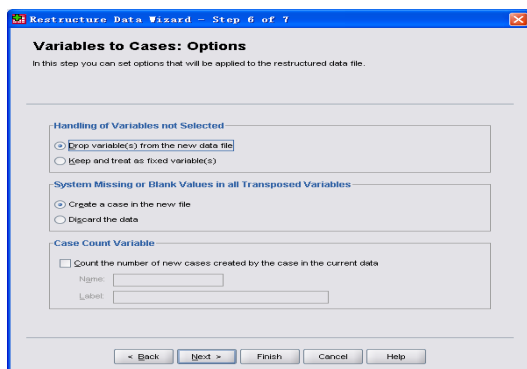 Restructure Data Wizard - Step 6 of 7
Variables to Cases: Options
In this step you can set options that will be applied to the restructured data file.
Handling of Variables not Selected
Drop variable(s) from the new data file
Keep and treat as fixed variable(s)
System Missing or Blank Values in all Transposed Variables
Create a case in the new file
Discard the data
Case Count Variable
Count the number of new cases created by the case in the current data
Name:
Label:
< Back Next > Finish Cancel Help